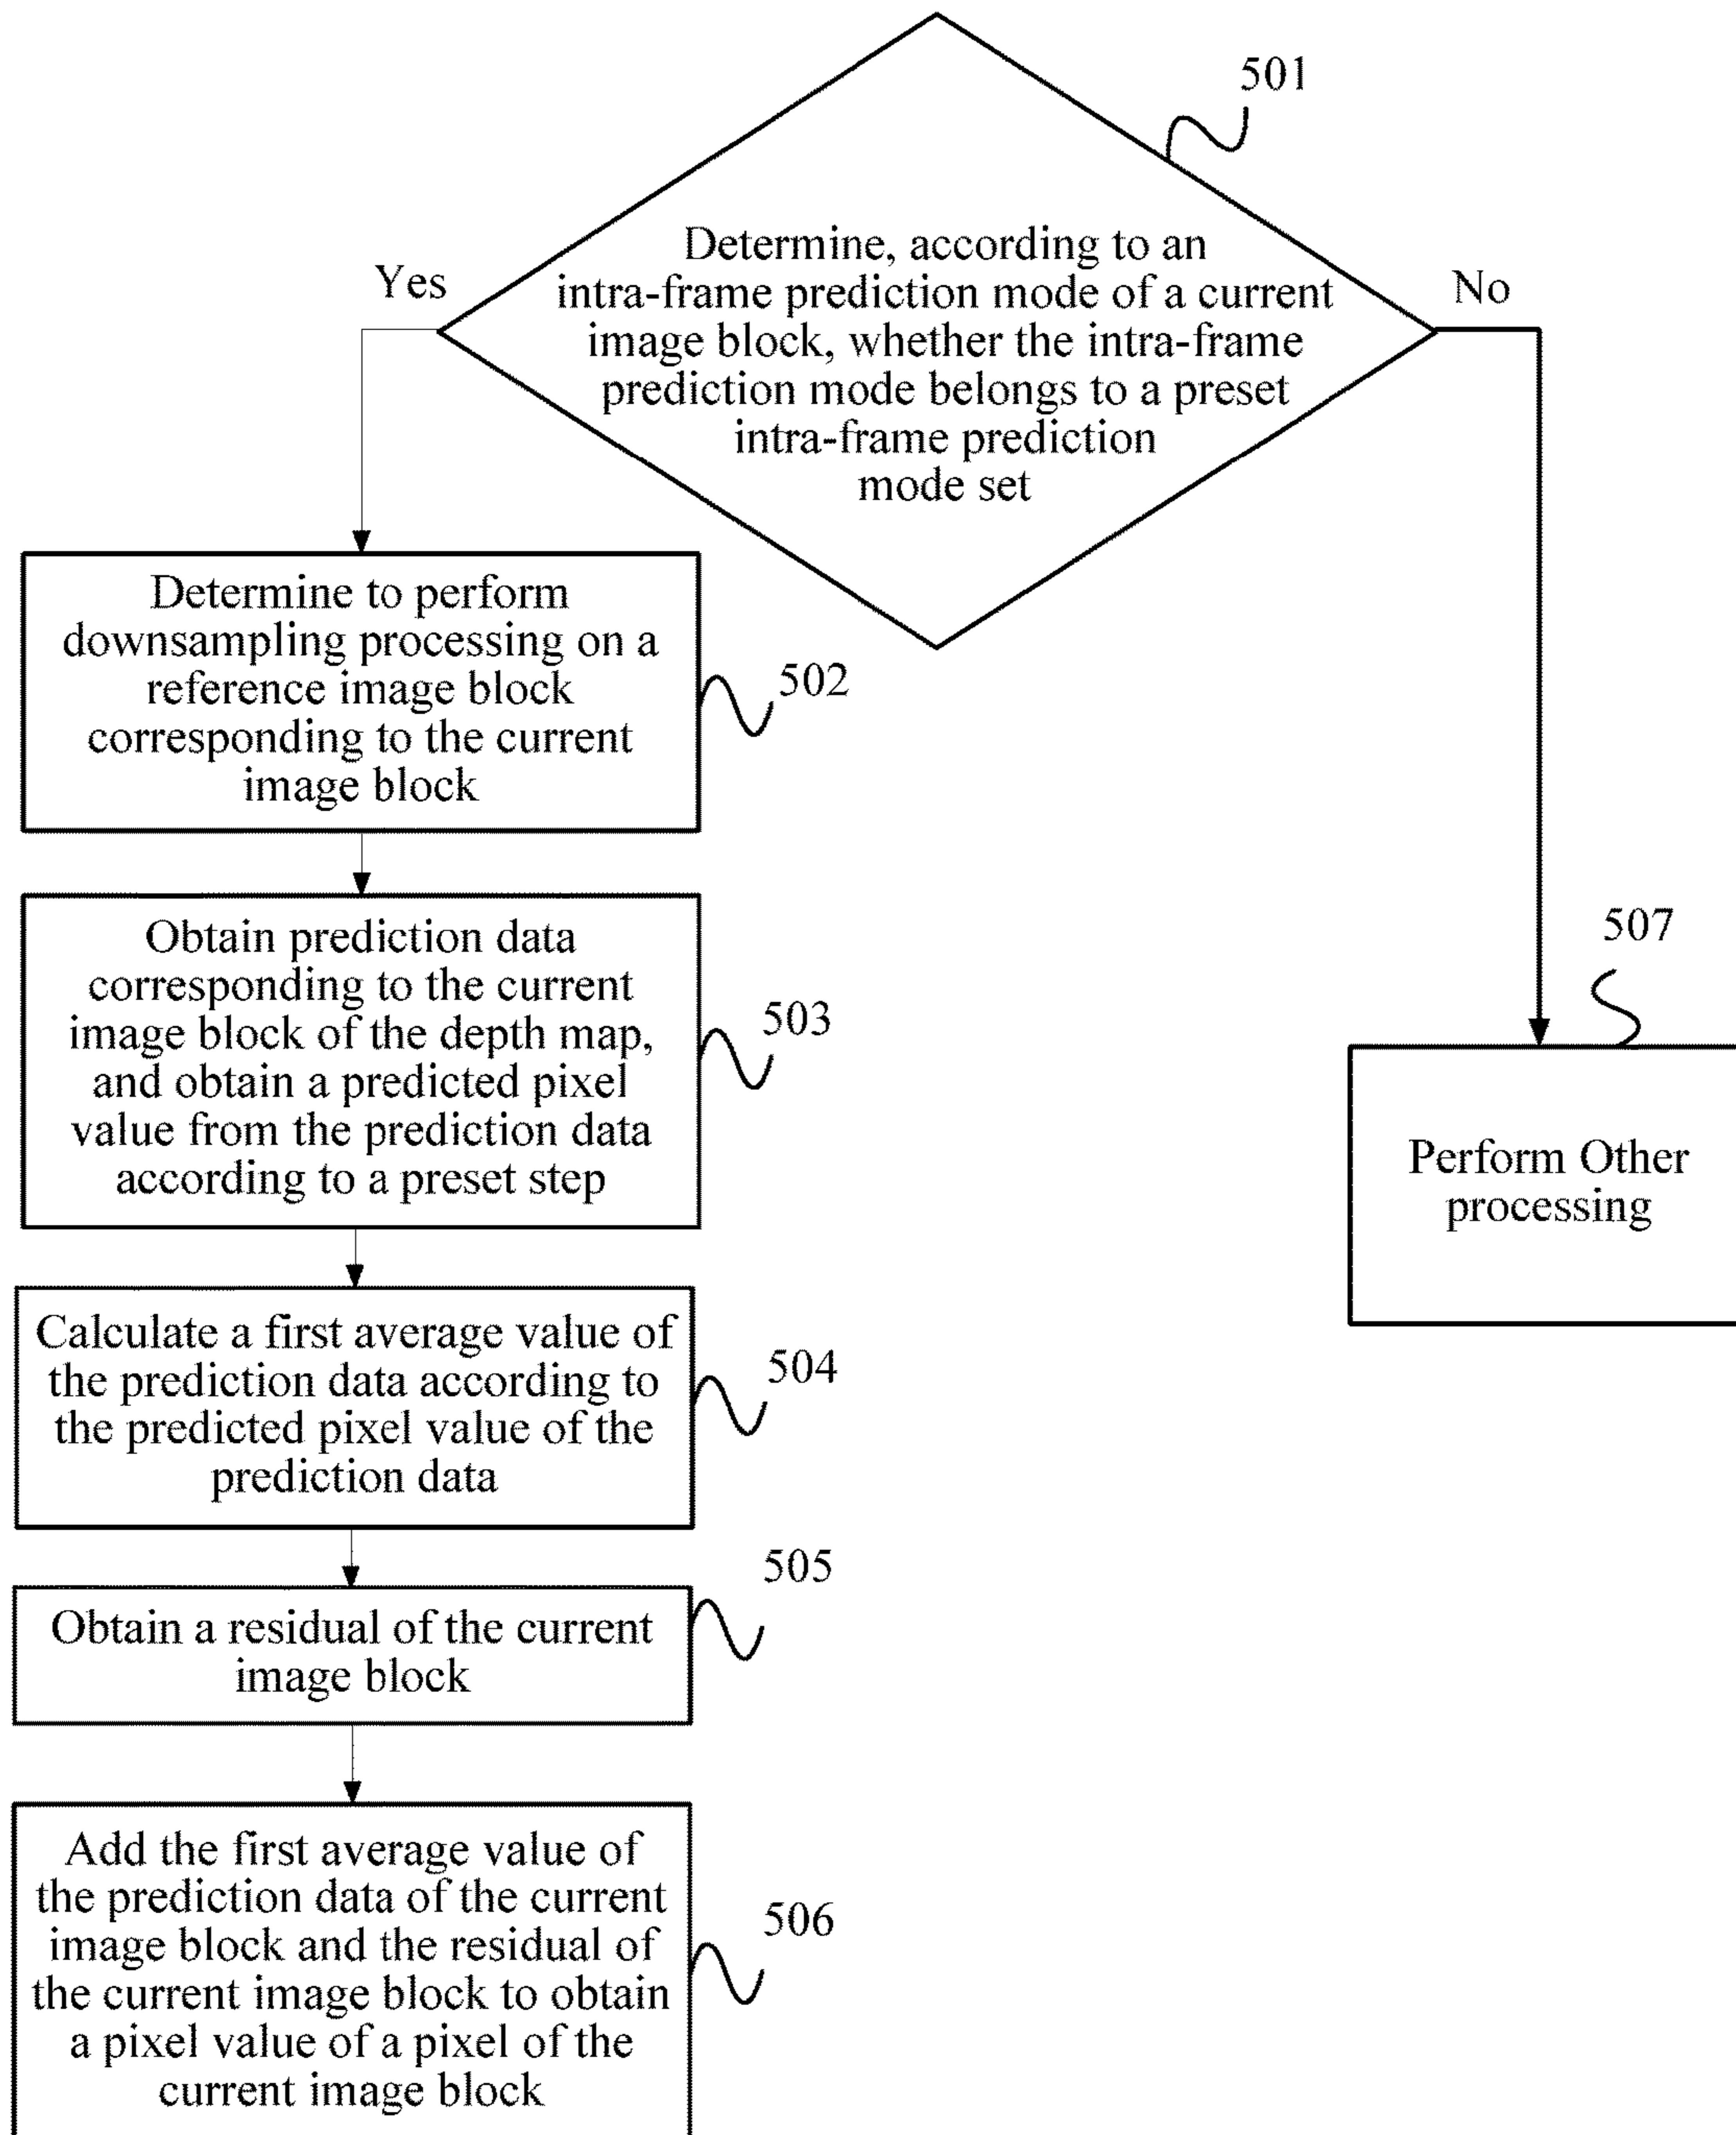 501
Determine, according to an
intra-frame prediction mode of a current
image block, whether the intra-frame
prediction mode belongs to a preset
intra-frame prediction
mode set
Yes
No
Determine to perform
downsampling processing on a
reference image block
corresponding to the current
image block
502
Obtain prediction data
corresponding to the current
image block of the depth map,
and obtain a predicted pixel
value from the prediction data
according to a preset step
503
507
Perform Other
processing
Calculate a first average value of
the prediction data according to
the predicted pixel value of the
prediction data
504
Obtain a residual of the current
image block
505
Add the first average value of
the prediction data of the current
image block and the residual of
the current image block to obtain
a pixel value of a pixel of the
current image block
506